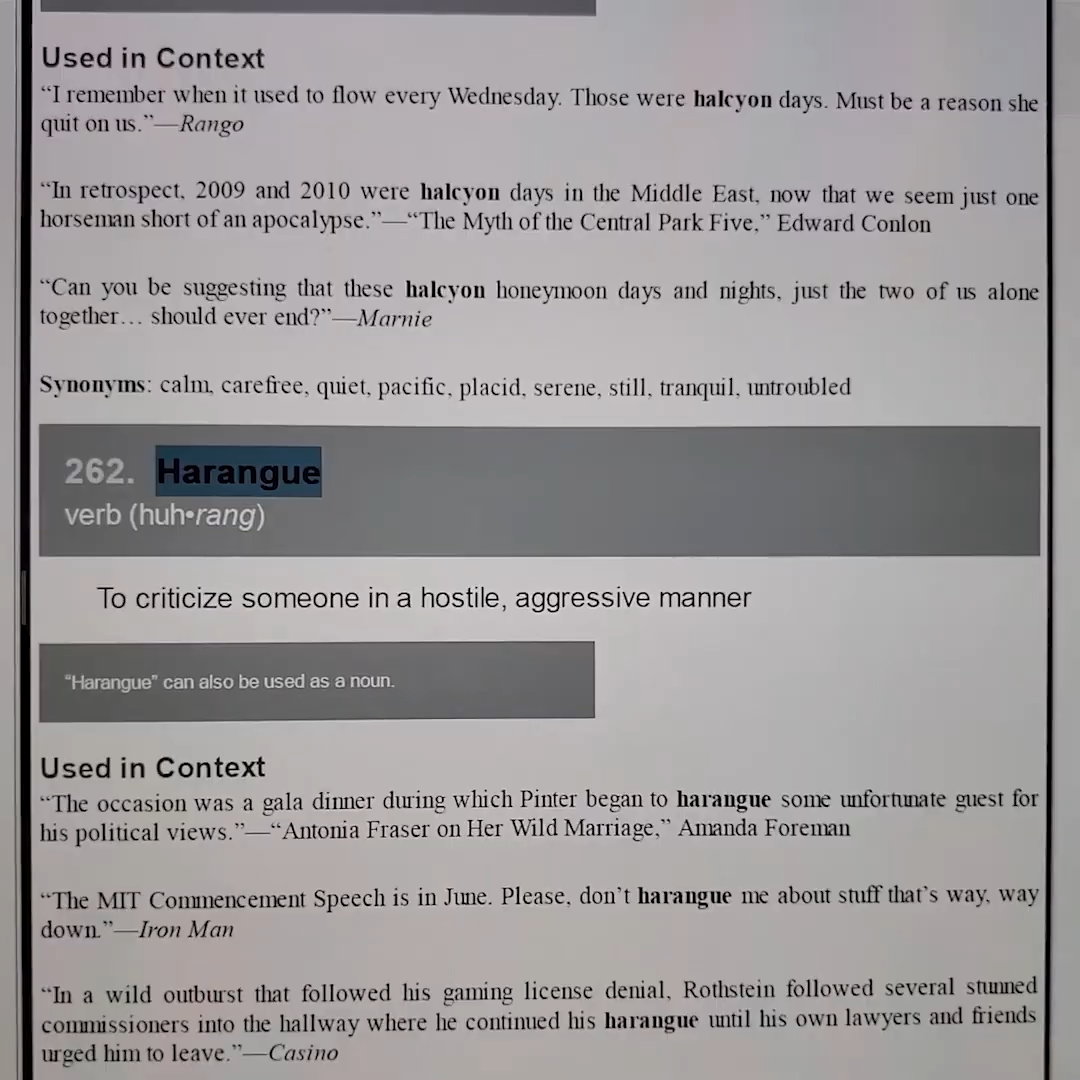 Used in Context
“I remember when it used to flow every Wednesday. Those were halcyon days. Must be a reason she
quit on us.”—Rango
“In retrospect, 2009 and 2010 were halcyon days in the Middle East, now that we seem just one
horseman short of an apocalypse.”—“The Myth of the Central Park Five,” Edward Conlon
“Can you be suggesting that these halcyon honeymoon days and nights, just the two of us alone
together… should ever end?”—Marnie
Synonyms: calm, carefree, quiet, pacific, placid, serene, still, tranquil, untroubled
262. Harangue
verb (huh•rang)
To criticize someone in a hostile, aggressive manner
“Harangue” can also be used as a noun.
Used in Context
“The occasion was a gala dinner during which Pinter began to harangue some unfortunate guest for
his political views.”—“Antonia Fraser on Her Wild Marriage,” Amanda Foreman
“The MIT Commencement Speech is in June. Please, don’t harangue me about stuff that’s way, way
down.”—Iron Man
“In a wild outburst that followed his gaming license denial, Rothstein followed several stunned
commissioners into the hallway where he continued his harangue until his own lawyers and friends
urged him to leave.”—Casino